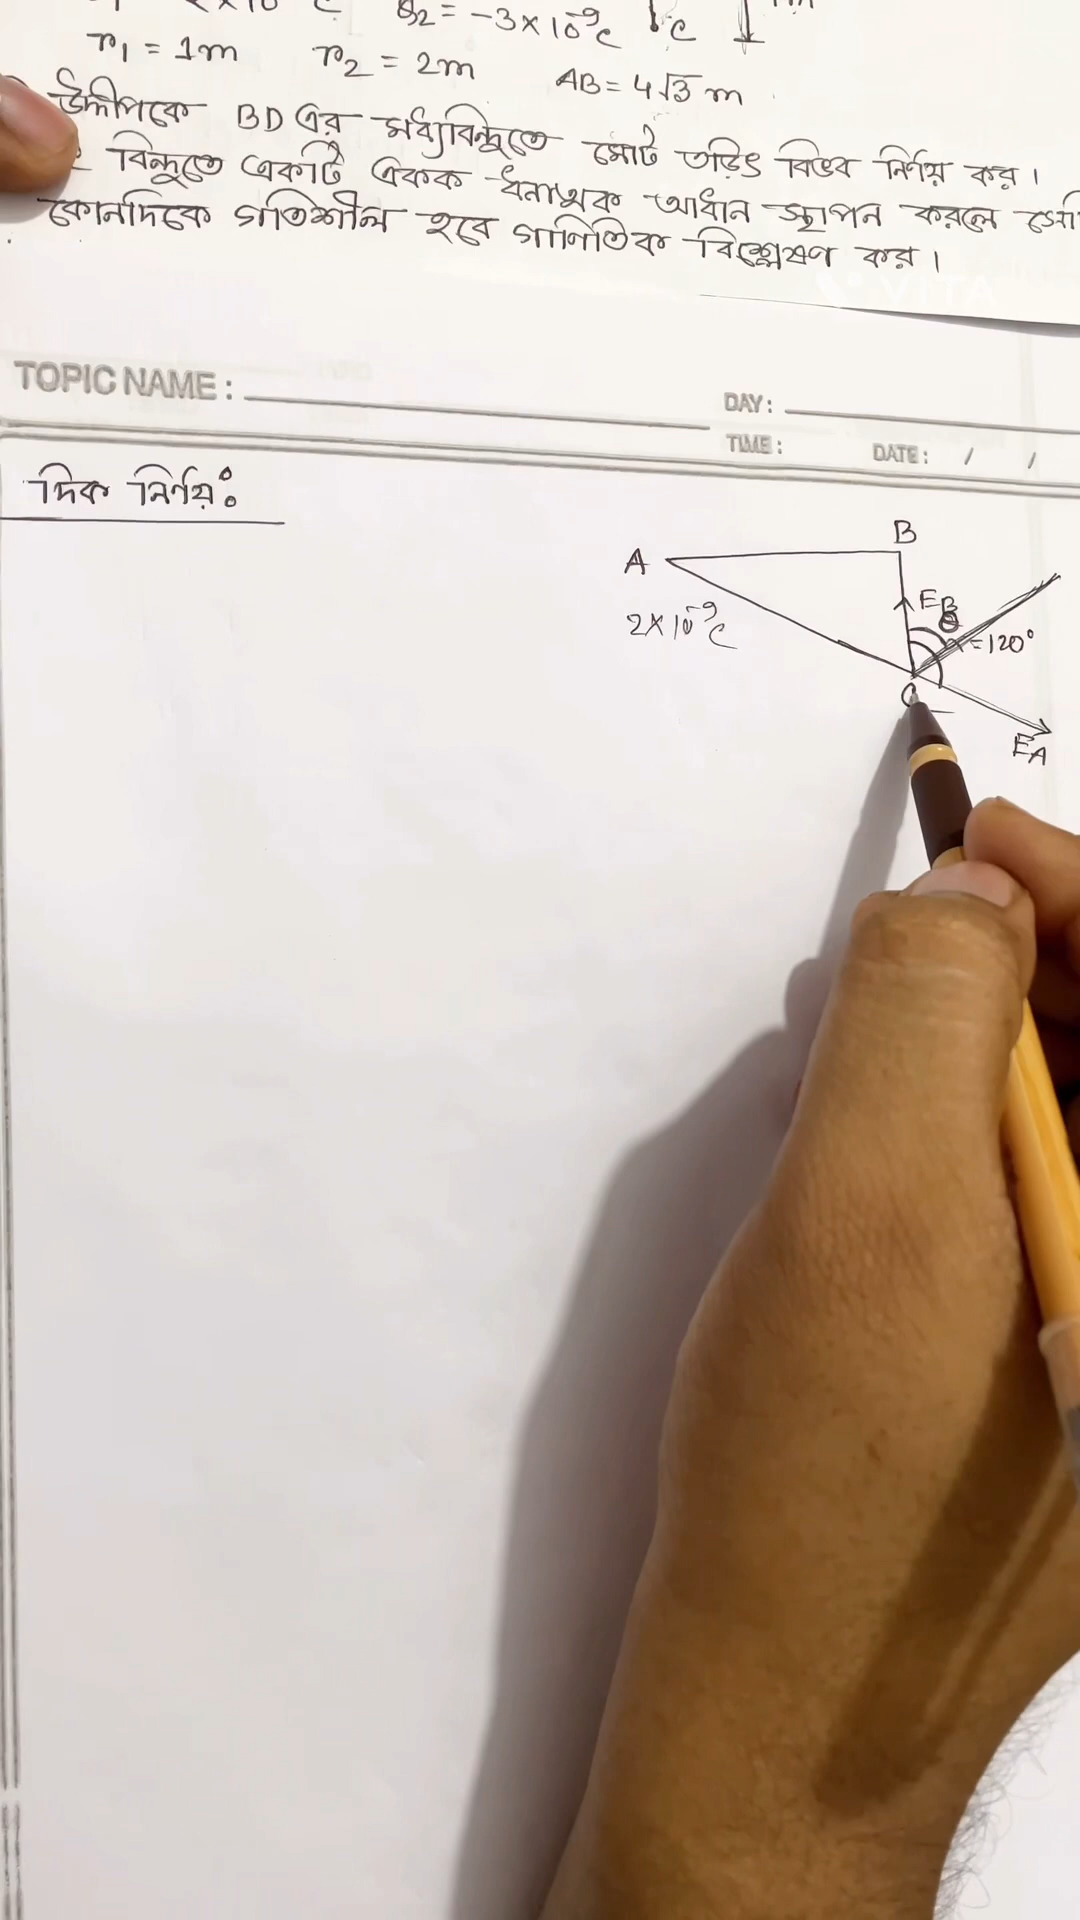 Q₂ = -3×10⁻⁹C
r₁ = 1m r₂ = 2m AB = 4√3 m
উদ্দীপকে BD এর মধ্যবিন্দুতে মোট তড়িৎ বিভব নির্ণয় কর।
বিন্দুতে একটি একক ধনাত্মক আধান স্থাপন করলে
কোনদিকে গতিশীল হবে গাণিতিক বিশ্লেষণ কর।
VITA
TOPIC NAME :
DAY :
TIME :
DATE : / /
দিক নির্ণয়ঃ
B
A
E_B
θ
2×10⁻⁹C
α=120°
E_A